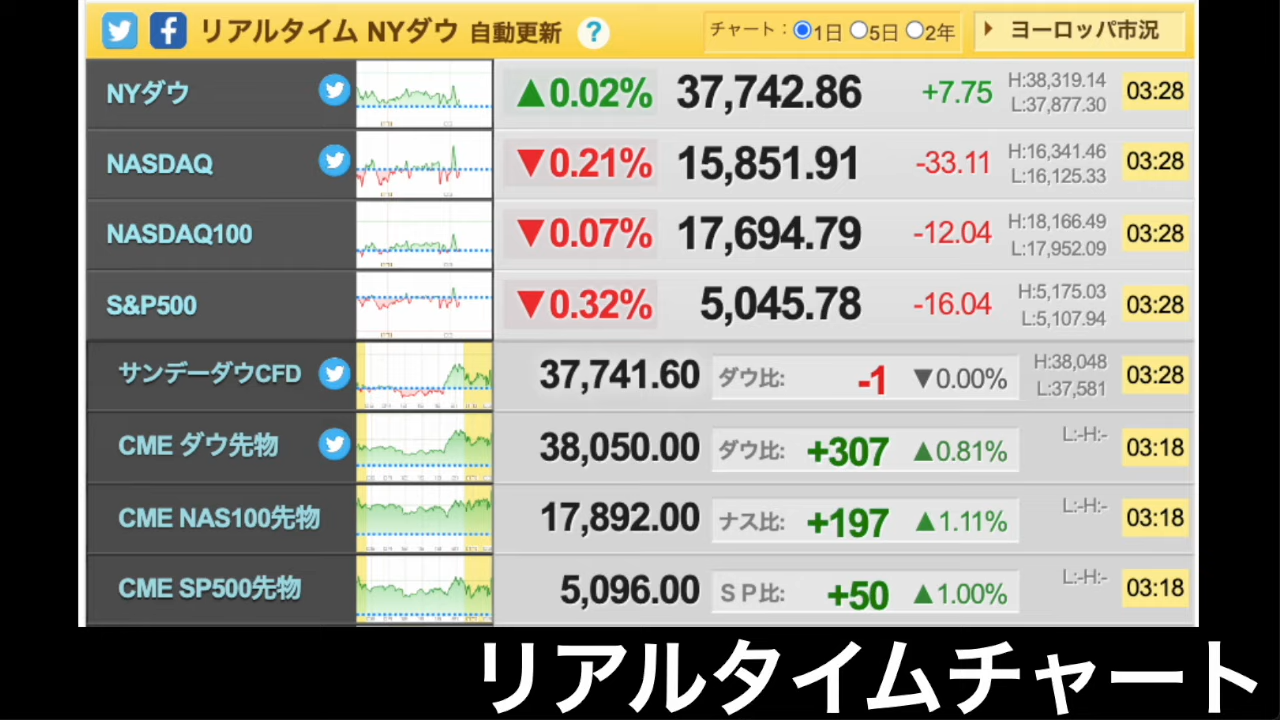 リアルタイム NYダウ 自動更新 ? チャート: 1日 5日 2年 ヨーロッパ市況
NYダウ ▲0.02% 37,742.86 +7.75 H:38,319.14 L:37,877.30 03:28
NASDAQ ▼0.21% 15,851.91 -33.11 H:16,341.46 L:16,125.33 03:28
NASDAQ100 ▼0.07% 17,694.79 -12.04 H:18,166.49 L:17,952.09 03:28
S&P500 ▼0.32% 5,045.78 -16.04 H:5,175.03 L:5,107.94 03:28
サンデーダウCFD 37,741.60 ダウ比: -1 ▼0.00% H:38,048 L:37,581 03:28
CME ダウ先物 38,050.00 ダウ比: +307 ▲0.81% L:-H:- 03:18
CME NAS100先物 17,892.00 ナス比: +197 ▲1.11% L:-H:- 03:18
CME SP500先物 5,096.00 SP比: +50 ▲1.00% L:-H:- 03:18
リアルタイムチャート